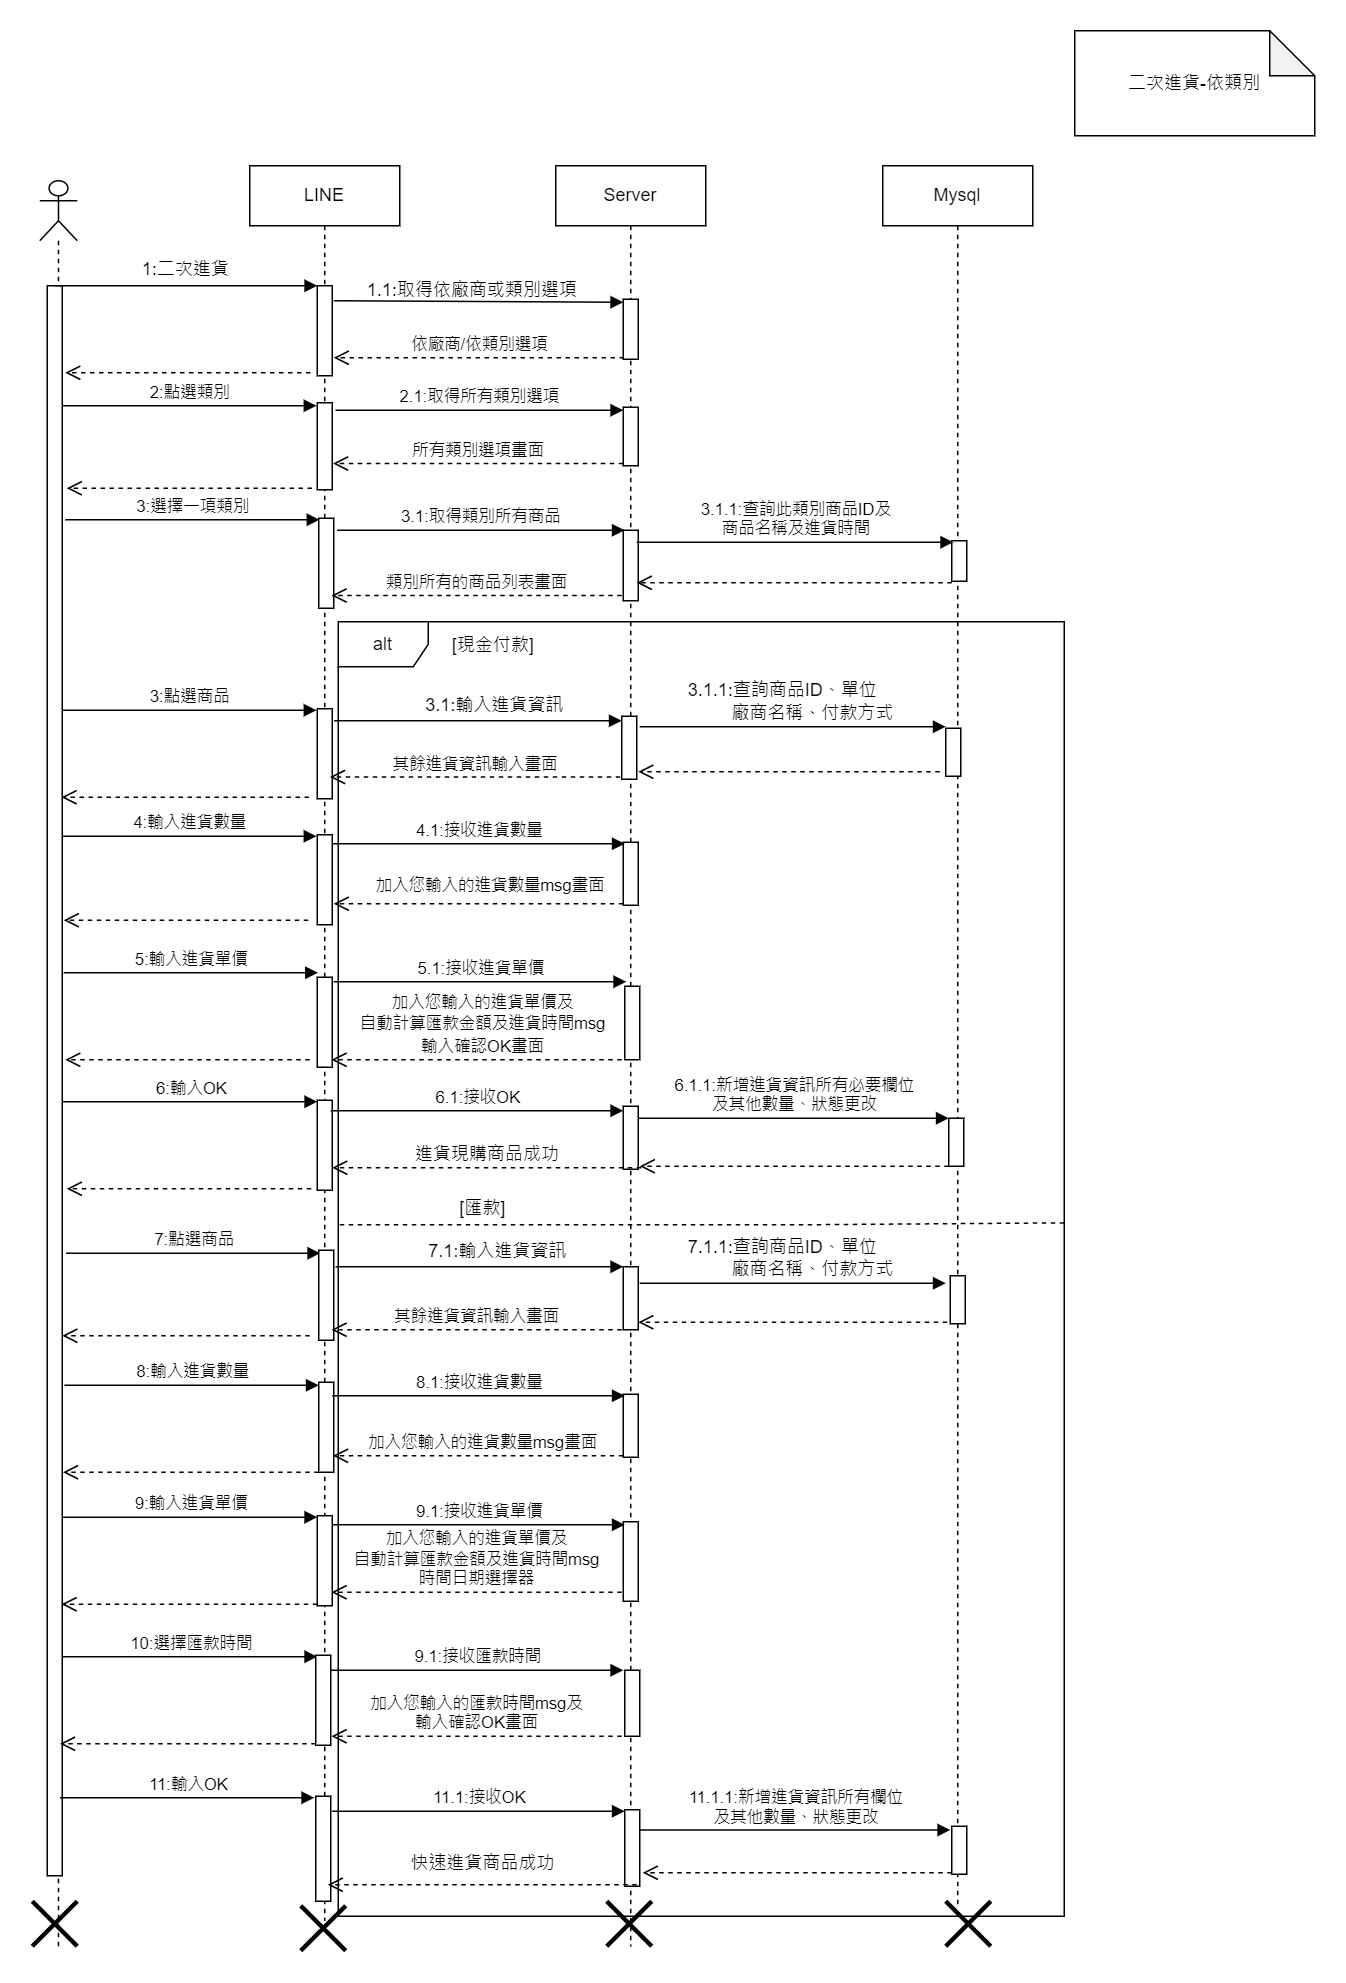 二次進貨-依類別
LINE
Server
Mysql
1:二次進貨
1.1:取得依廠商或類別選項
依廠商/依類別選項
2:點選類別
2.1:取得所有類別選項
所有類別選項畫面
3:選擇一項類別
3.1:取得類別所有商品
3.1.1:查詢此類別商品ID及
商品名稱及進貨時間
類別所有的商品列表畫面
alt
[現金付款]
3:點選商品
3.1:輸入進貨資訊
3.1.1:查詢商品ID、單位
廠商名稱、付款方式
其餘進貨資訊輸入畫面
4:輸入進貨數量
4.1:接收進貨數量
加入您輸入的進貨數量msg畫面
5:輸入進貨單價
5.1:接收進貨單價
加入您輸入的進貨單價及
自動計算匯款金額及進貨時間msg
輸入確認OK畫面
6:輸入OK
6.1:接收OK
6.1.1:新增進貨資訊所有必要欄位
及其他數量、狀態更改
進貨現購商品成功
[匯款]
7:點選商品
7.1:輸入進貨資訊
7.1.1:查詢商品ID、單位
廠商名稱、付款方式
其餘進貨資訊輸入畫面
8:輸入進貨數量
8.1:接收進貨數量
加入您輸入的進貨數量msg畫面
9:輸入進貨單價
9.1:接收進貨單價
加入您輸入的進貨單價及
自動計算匯款金額及進貨時間msg
時間日期選擇器
10:選擇匯款時間
9.1:接收匯款時間
加入您輸入的匯款時間msg及
輸入確認OK畫面
11:輸入OK
11.1:接收OK
11.1.1:新增進貨資訊所有欄位
及其他數量、狀態更改
快速進貨商品成功